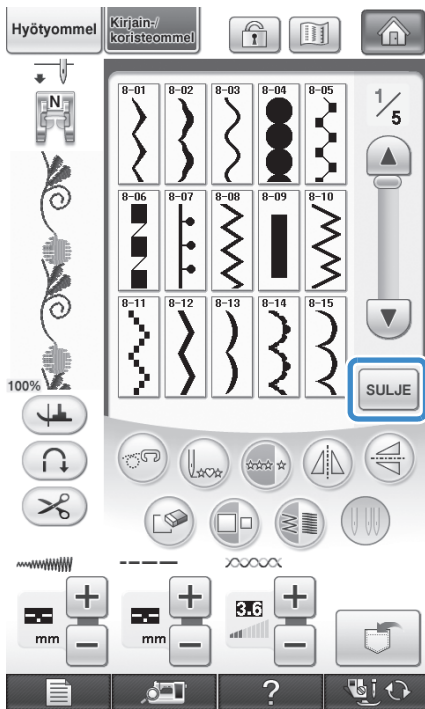 Hyötyommel
Kirjain-/
koristeommel
N
8-01 8-02 8-03 8-04 8-05
1/5
8-06 8-07 8-08 8-09 8-10
8-11 8-12 8-13 8-14 8-15
100%
SULJE
3.6
mm mm
?